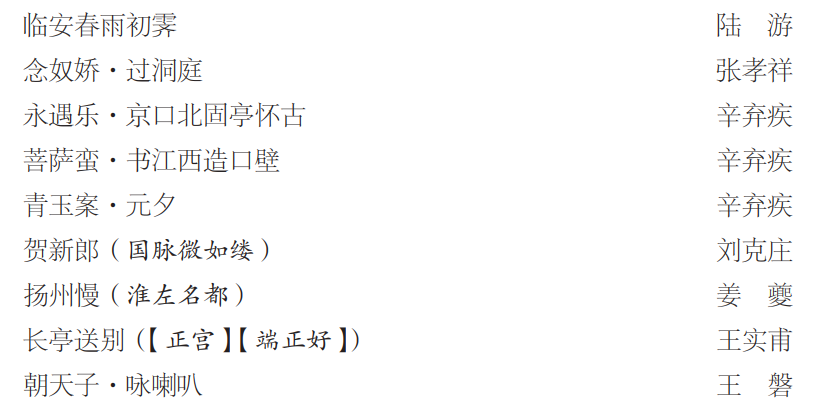 临安春雨初霁 陆　游
念奴娇·过洞庭 张孝祥
永遇乐·京口北固亭怀古 辛弃疾
菩萨蛮·书江西造口壁 辛弃疾
青玉案·元夕 辛弃疾
贺新郎（国脉微如缕） 刘克庄
扬州慢（淮左名都） 姜　夔
长亭送别（【正宫】【端正好】） 王实甫
朝天子·咏喇叭 王　磐